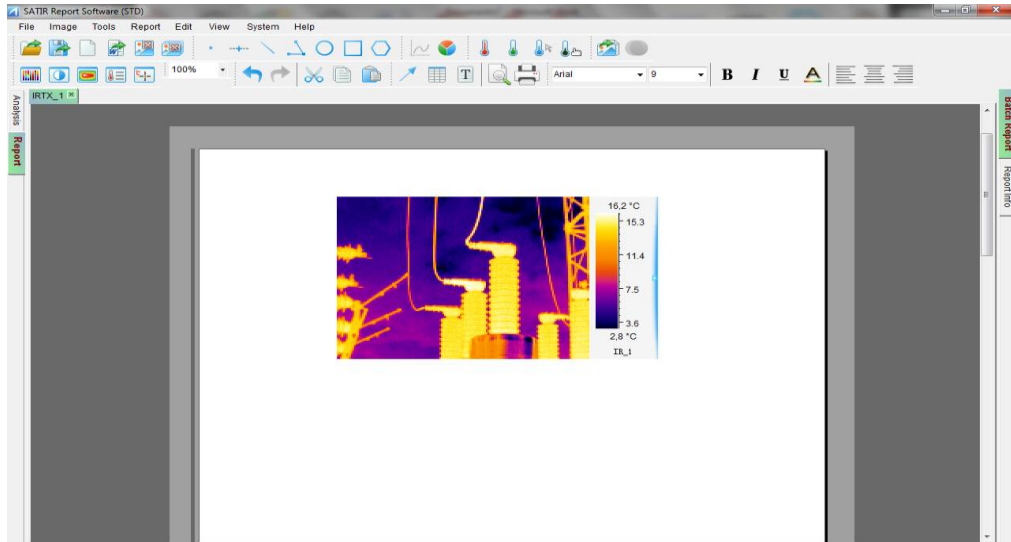 SATIR Report Software (STD)
File Image Tools Report Edit View System Help
100% T Arial 9 B I U A
IRTX_1
Analysis
Report
Batch Report
Report Info
16,2 °C
15.3
11.4
7.5
3.6
2,8 °C
IR_1